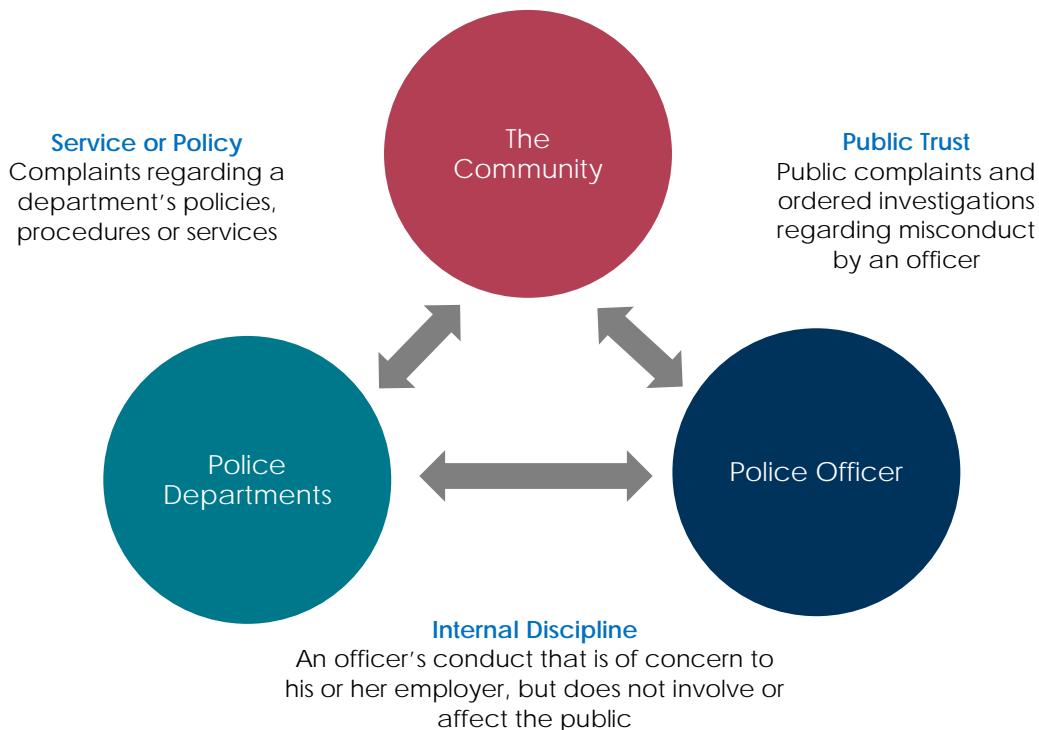 The
Community
Service or Policy
Complaints regarding a
department’s policies,
procedures or services
Public Trust
Public complaints and
ordered investigations
regarding misconduct
by an officer
Police
Departments
Police Officer
Internal Discipline
An officer’s conduct that is of concern to
his or her employer, but does not involve or
affect the public